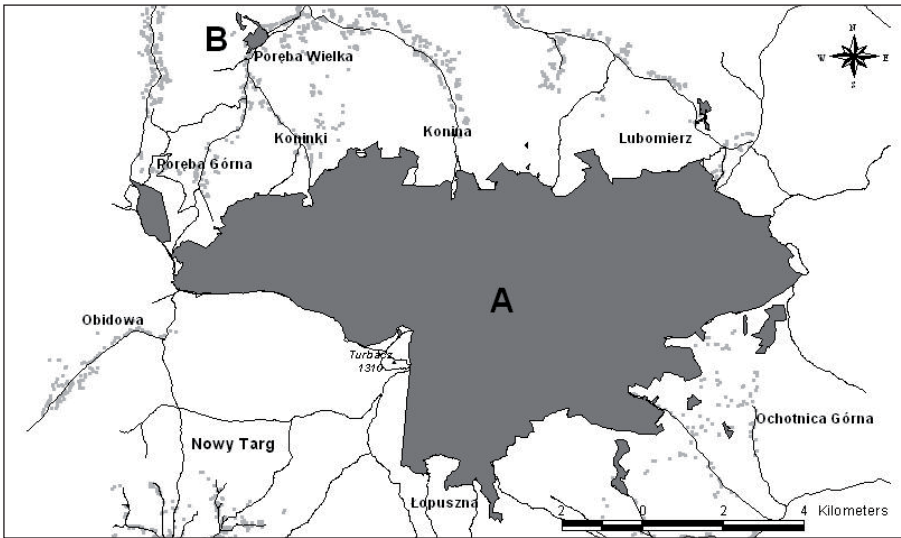 B
Poręba Wielka
N
W E
S
Koninki
Konina
Lubomierz
Poręba Górna
A
Obidowa
Turbacz
1310
Ochotnica Górna
Nowy Targ
Łopuszna
2 0 2 4 Kilometers